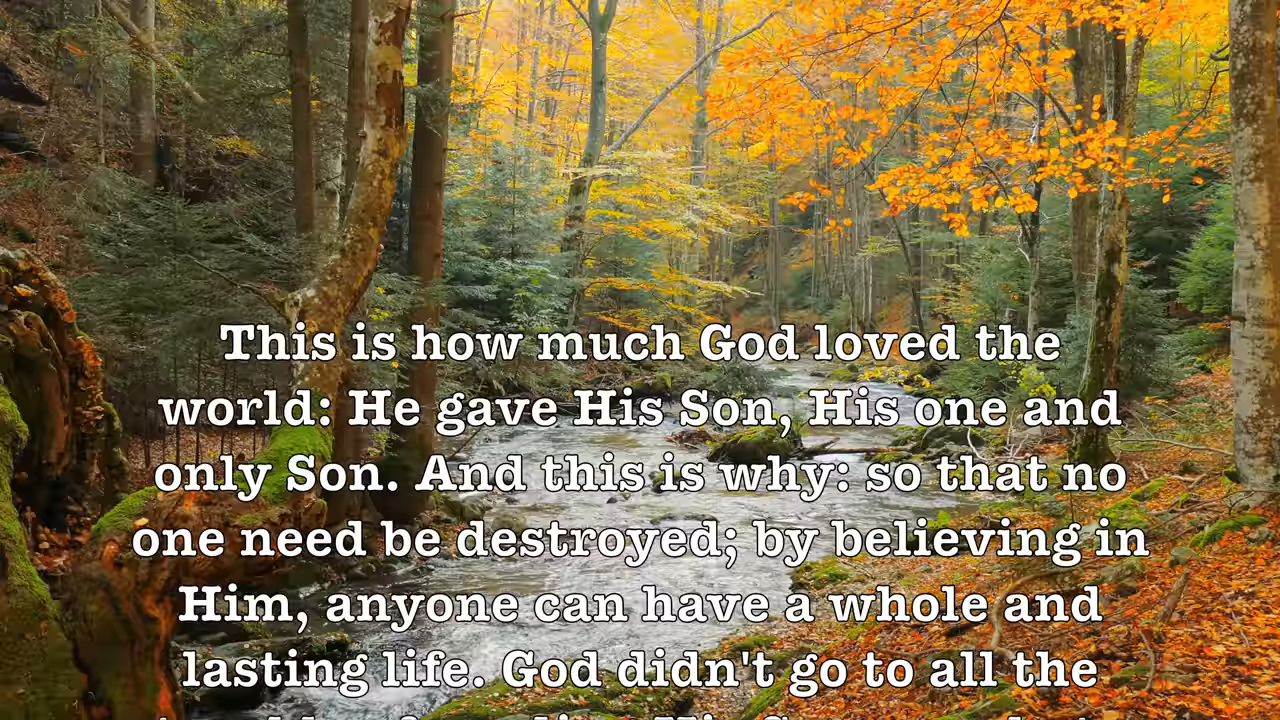 This is how much God loved the
world: He gave His Son, His one and
only Son. And this is why: so that no
one need be destroyed; by believing in
Him, anyone can have a whole and
lasting life. God didn't go to all the